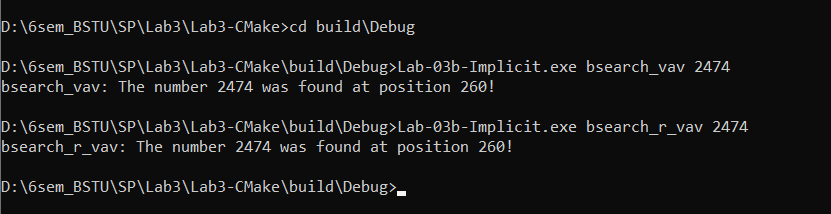 D:\6sem_BSTU\SP\Lab3\Lab3-CMake>cd build\Debug
D:\6sem_BSTU\SP\Lab3\Lab3-CMake\build\Debug>Lab-03b-Implicit.exe bsearch_vav 2474
bsearch_vav: The number 2474 was found at position 260!
D:\6sem_BSTU\SP\Lab3\Lab3-CMake\build\Debug>Lab-03b-Implicit.exe bsearch_r_vav 2474
bsearch_r_vav: The number 2474 was found at position 260!
D:\6sem_BSTU\SP\Lab3\Lab3-CMake\build\Debug>